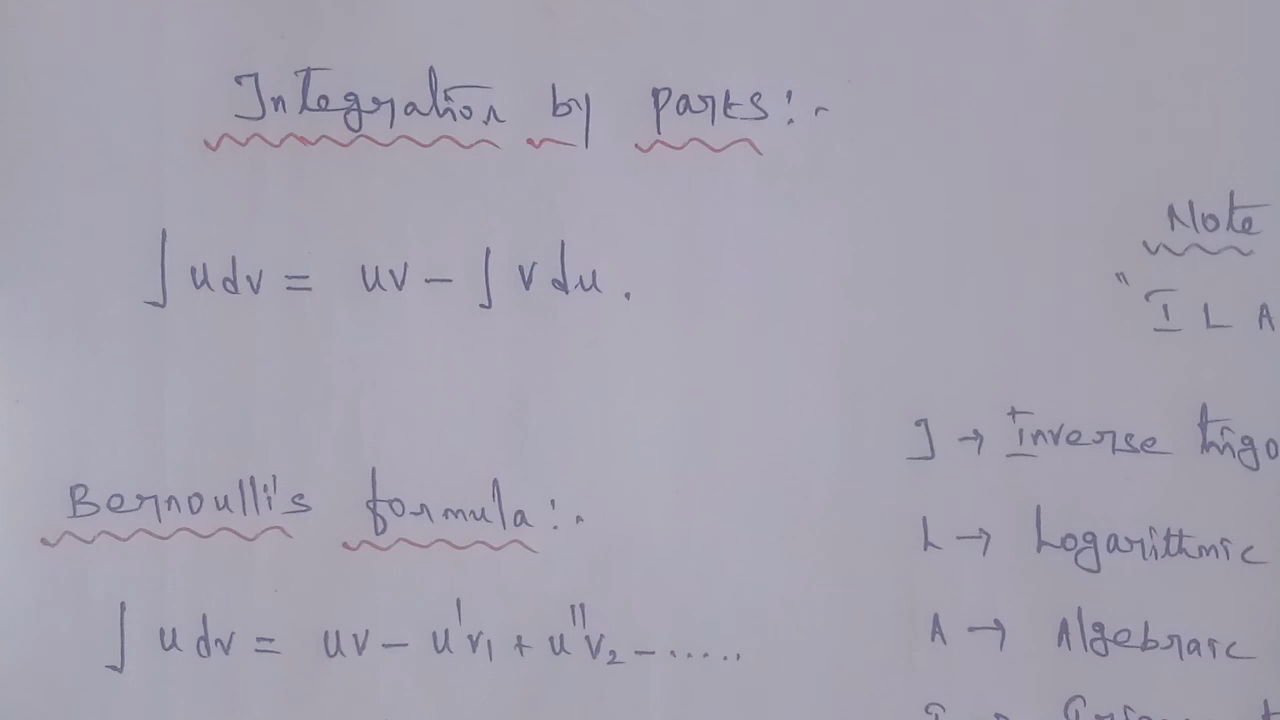 Integration by parts:-
∫ u dv = uv - ∫ v du.
Bernoulli's formula:-
∫ u dv = uv - u'v₁ + u''v₂ - .....
Note
" I L A
I → Inverse trigo
L → Logarithmic
A → Algebraic